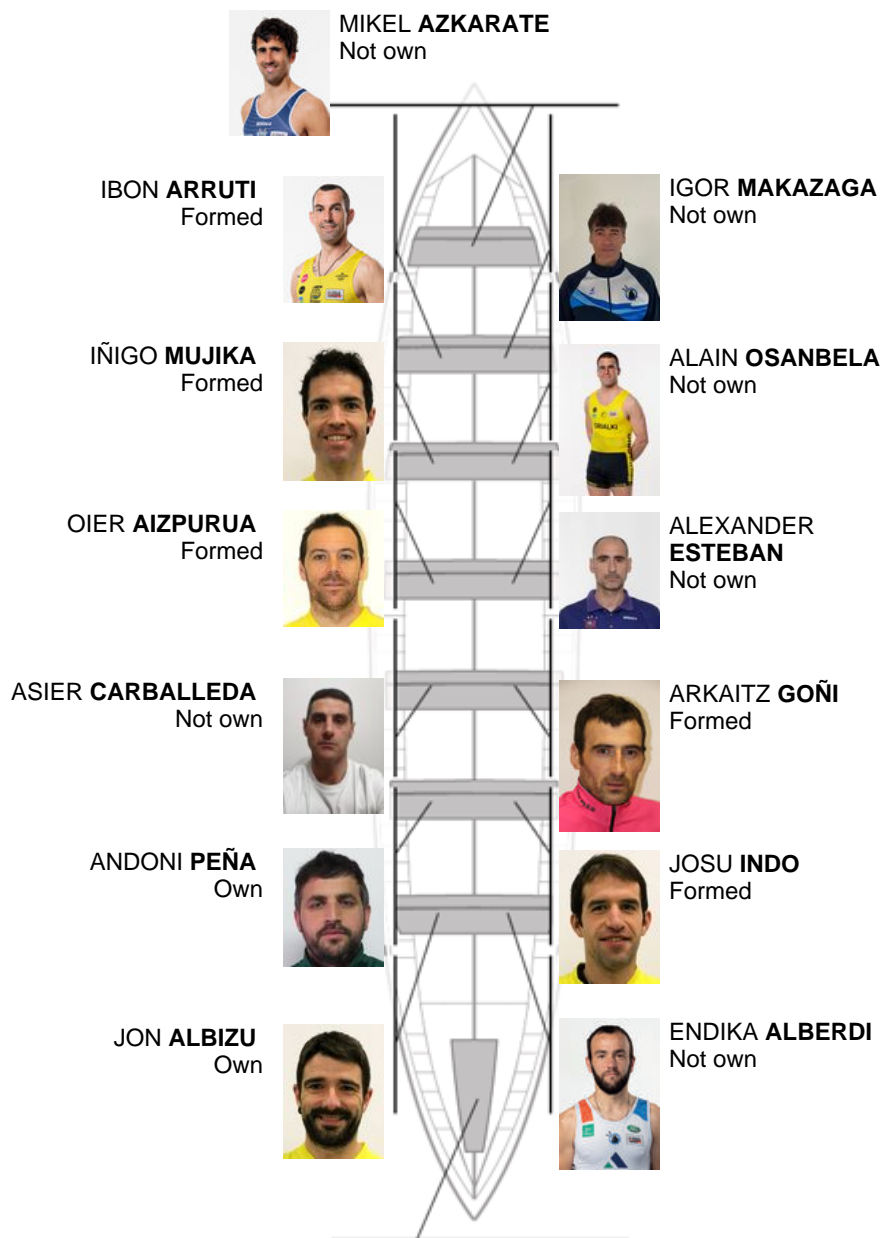 MIKEL AZKARATE
Not own
IBON ARRUTI
Formed
IGOR MAKAZAGA
Not own
IÑIGO MUJIKA
Formed
ALAIN OSANBELA
Not own
OIER AIZPURUA
Formed
ALEXANDER
ESTEBAN
Not own
ASIER CARBALLEDA
Not own
ARKAITZ GOÑI
Formed
ANDONI PEÑA
Own
JOSU INDO
Formed
JON ALBIZU
Own
ENDIKA ALBERDI
Not own
ORIALKI